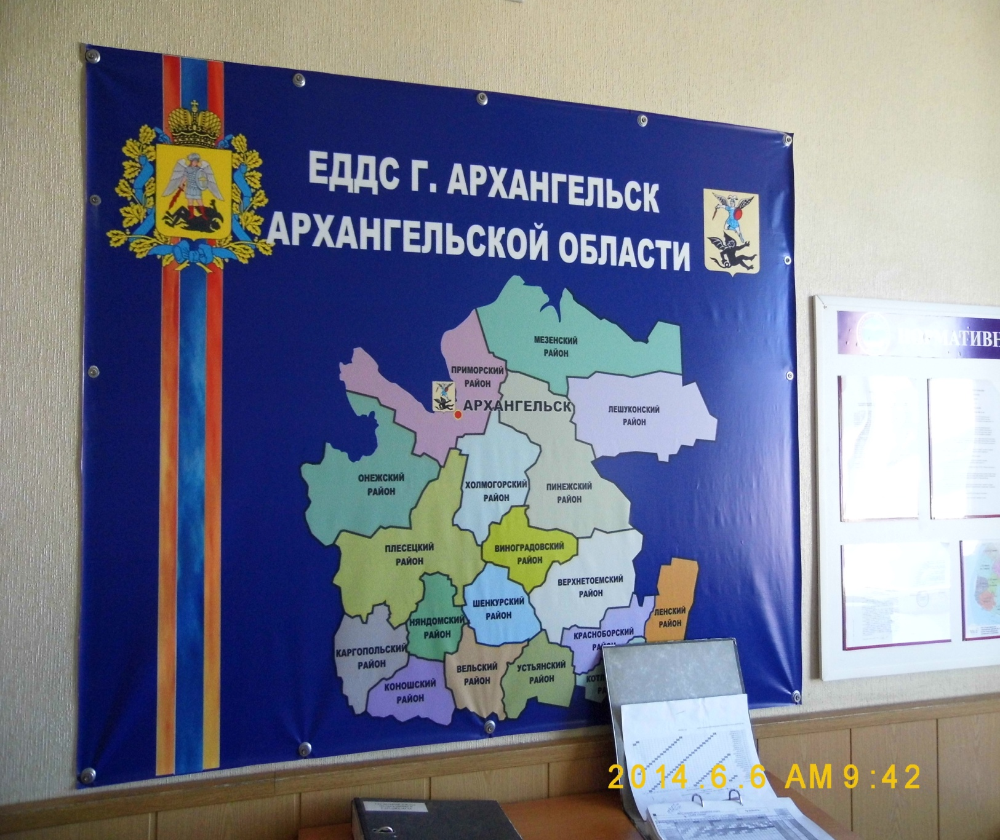 ЕДДС Г. АРХАНГЕЛЬСК
АРХАНГЕЛЬСКОЙ ОБЛАСТИ
МЕЗЕНСКИЙ
РАЙОН
ПРИМОРСКИЙ
РАЙОН
АРХАНГЕЛЬСК
ЛЕШУКОНСКИЙ
РАЙОН
ОНЕЖСКИЙ
РАЙОН
ХОЛМОГОРСКИЙ
РАЙОН
ПИНЕЖСКИЙ
РАЙОН
ПЛЕСЕЦКИЙ
РАЙОН
ВИНОГРАДОВСКИЙ
РАЙОН
ВЕРХНЕТОЕМСКИЙ
РАЙОН
ШЕНКУРСКИЙ
РАЙОН
ЛЕНСКИЙ
РАЙОН
НЯНДОМСКИЙ
РАЙОН
КРАСНОБОРСКИЙ
КАРГОПОЛЬСКИЙ
РАЙОН
ВЕЛЬСКИЙ
РАЙОН
УСТЬЯНСКИЙ
РАЙОН
КОНОШСКИЙ
РАЙОН
2014.6.6 AM 9:42